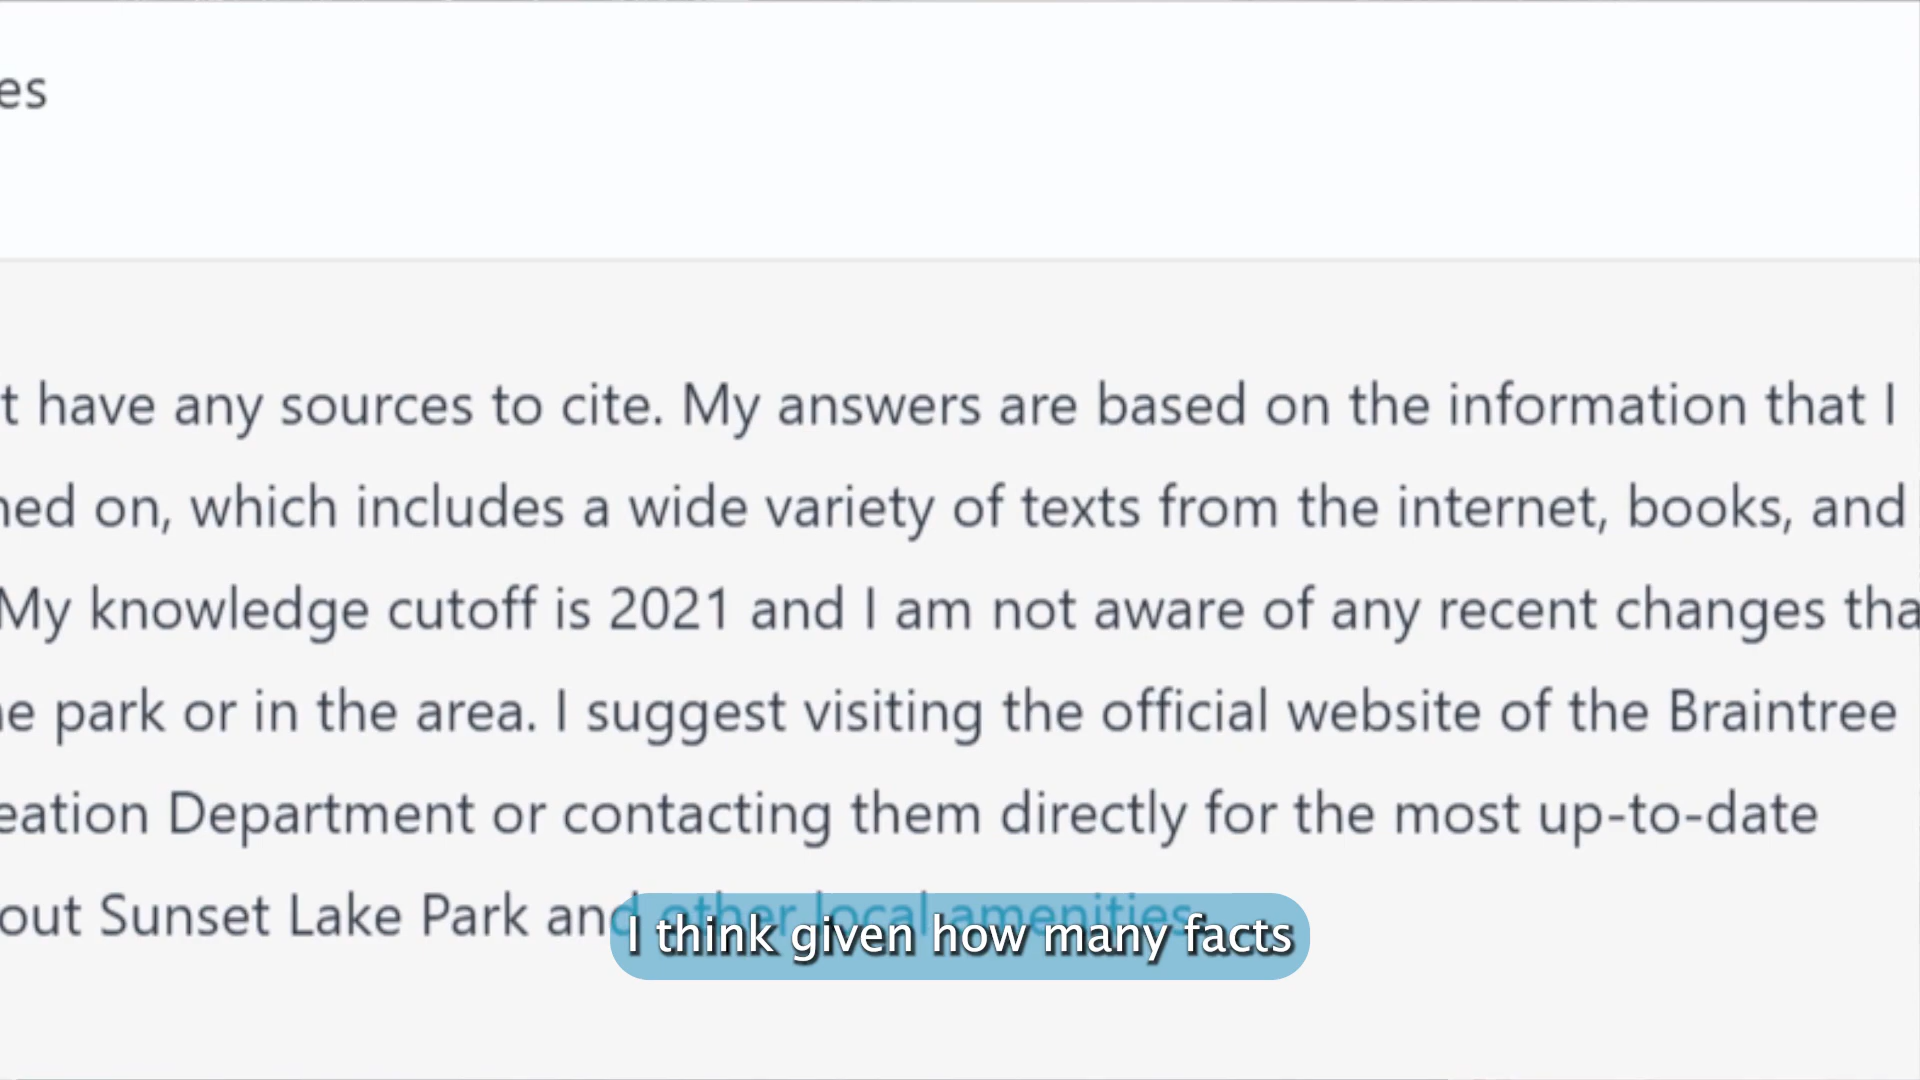 es
t have any sources to cite. My answers are based on the information that I
ned on, which includes a wide variety of texts from the internet, books, and
My knowledge cutoff is 2021 and I am not aware of any recent changes tha
e park or in the area. I suggest visiting the official website of the Braintree
eation Department or contacting them directly for the most up-to-date
out Sunset Lake Park and other local amenities.
I think given how many facts